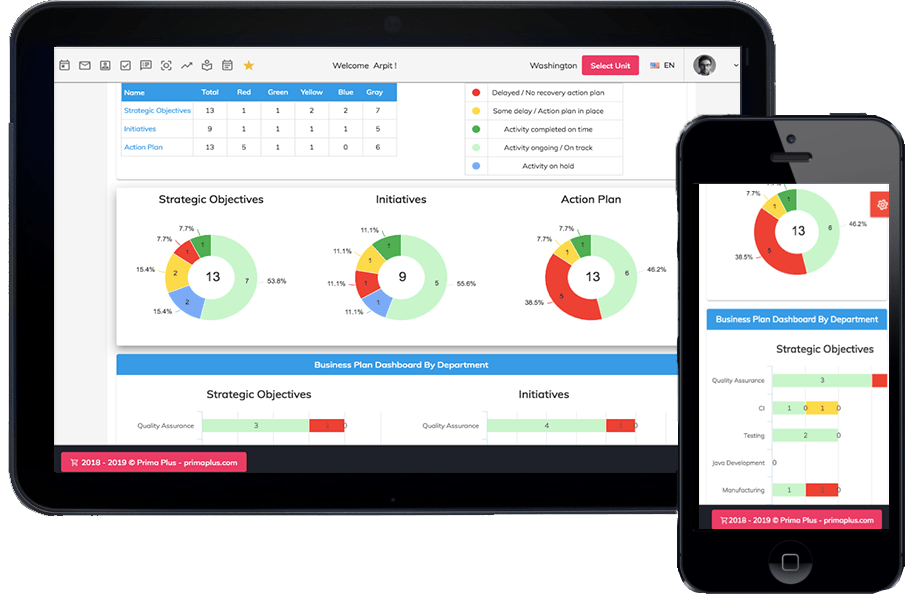 Welcome Arpit !
Washington
Select Unit
EN
Name Total Red Green Yellow Blue Gray
Strategic Objectives 13 1 1 2 2 7
Initiatives 9 1 1 1 1 5
Action Plan 13 5 1 1 0 6
Delayed / No recovery action plan
Some delay / Action plan in place
Activity completed on time
Activity ongoing / On track
Activity on hold
Strategic Objectives
7.7%
7.7%
15.4%
15.4%
53.8%
1
1
2
2
7
13
Initiatives
11.1%
11.1%
11.1%
11.1%
55.6%
1
1
1
1
5
9
Action Plan
7.7%
7.7%
38.5%
46.2%
1
1
5
6
13
Business Plan Dashboard By Department
Strategic Objectives
Quality Assurance 3 0
Initiatives
Quality Assurance 4 0
2018 - 2019 © Prima Plus - primaplus.com
7.7%
38.5%
46.2%
1
1
5
6
13
Business Plan Dashboard By Department
Strategic Objectives
Quality Assurance 3
CI 1 0 1 0
Testing 2 0
Java Development 0
Manufacturing 1 0
2018 - 2019 © Prima Plus - primaplus.com